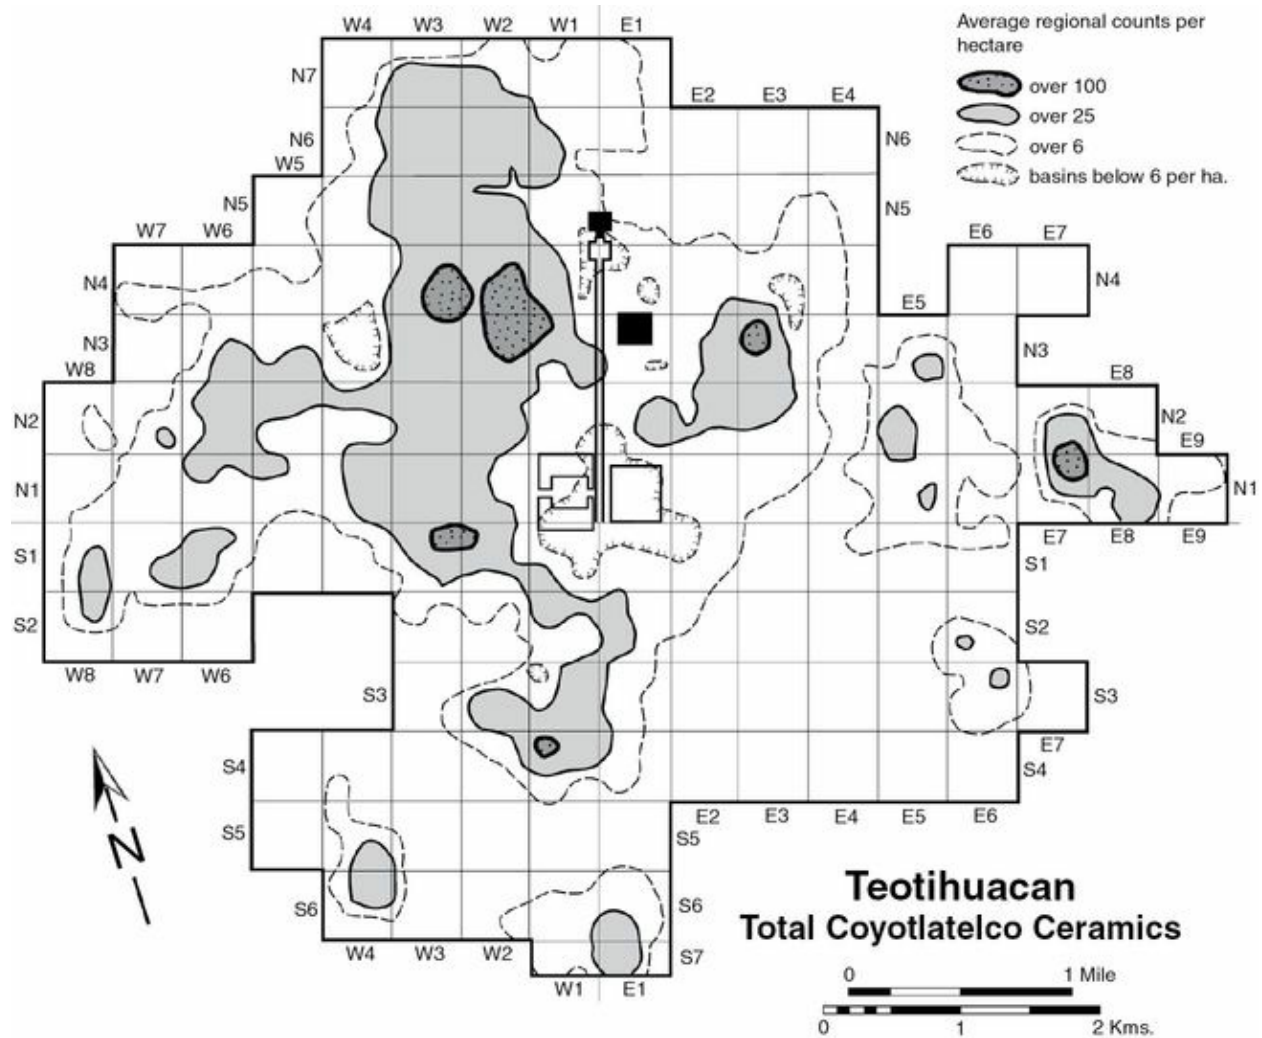 W4 W3 W2 W1 E1
Average regional counts per
hectare
over 100
over 25
over 6
basins below 6 per ha.
N7
E2 E3 E4
N6
N6
W5
N5
N5
W7 W6
E6 E7
N4
N4
E5
N3
N3
W8
E8
N2
N2
E9
N1
N1
E7 E8 E9
S1
S1
S2
S2
W8 W7 W6
S3
S3
E7
S4
S4
E2 E3 E4 E5 E6
S5
S5
S6
S6
W4 W3 W2
S7
W1 E1
N
Teotihuacan
Total Coyotlatelco Ceramics
0 1 Mile
0 1 2 Kms.